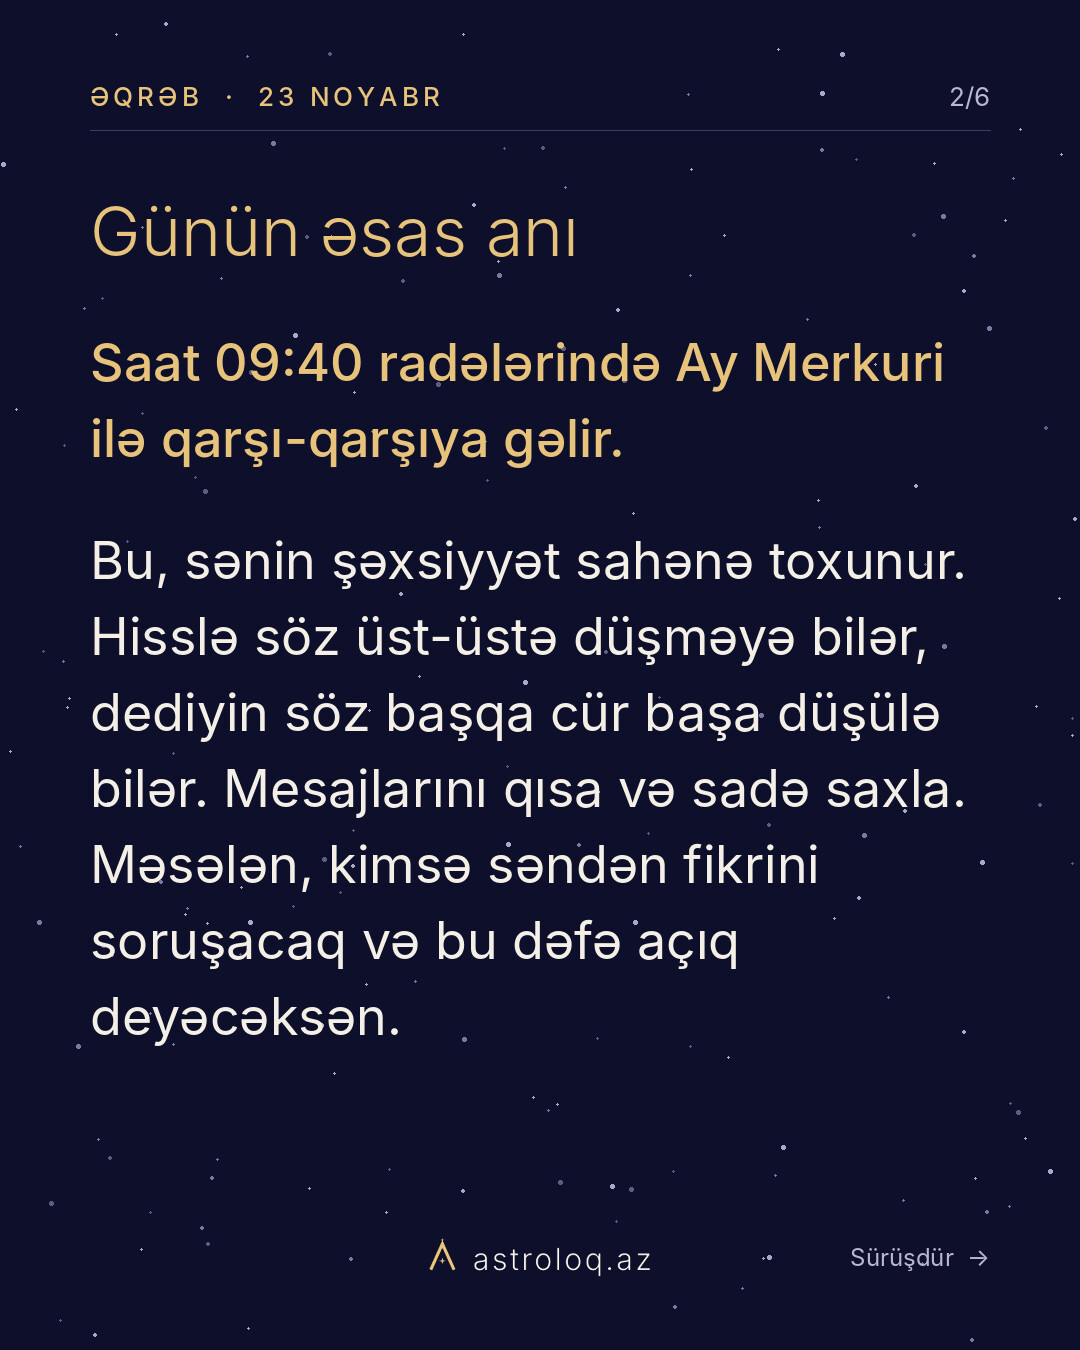 ƏQRƏB · 23 NOYABR
2/6
Günün əsas anı
Saat 09:40 radələrində Ay Merkuri
ilə qarşı-qarşıya gəlir.
Bu, sənin şəxsiyyət sahənə toxunur.
Hisslə söz üst-üstə düşməyə bilər,
dediyin söz başqa cür başa düşülə
bilər. Mesajlarını qısa və sadə saxla.
Məsələn, kimsə səndən fikrini
soruşacaq və bu dəfə açıq
deyəcəksən.
astroloq.az
Sürüşdür →